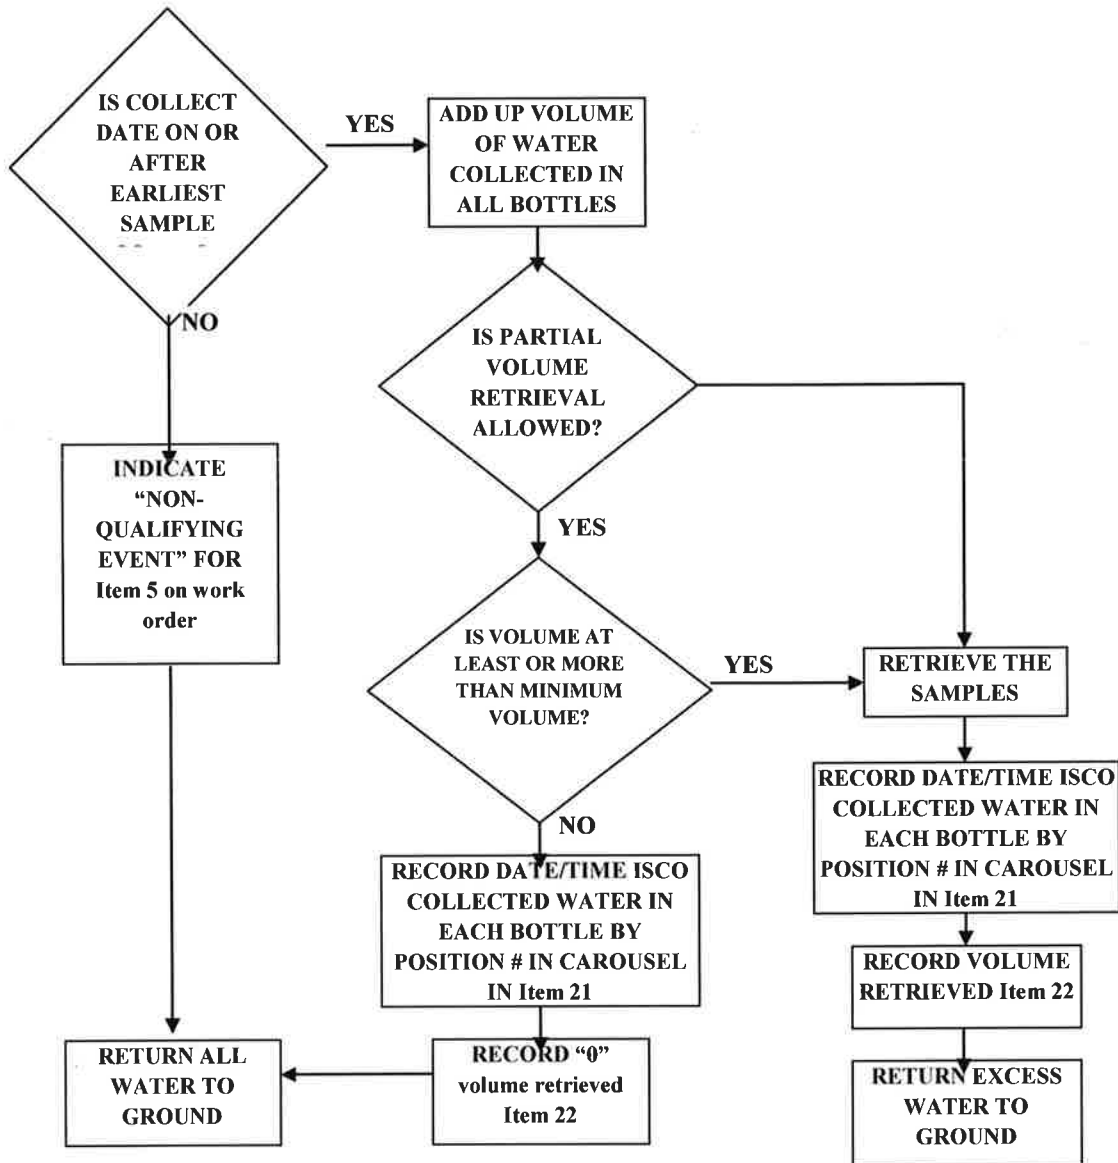 IS COLLECT
DATE ON OR
AFTER
EARLIEST
SAMPLE
YES
ADD UP VOLUME
OF WATER
COLLECTED IN
ALL BOTTLES
NO
IS PARTIAL
VOLUME
RETRIEVAL
ALLOWED?
INDICATE
“NON-
QUALIFYING
EVENT” FOR
Item 5 on work
order
YES
IS VOLUME AT
LEAST OR MORE
THAN MINIMUM
VOLUME?
YES
RETRIEVE THE
SAMPLES
NO
RECORD DATE/TIME ISCO
COLLECTED WATER IN
EACH BOTTLE BY
POSITION # IN CAROUSEL
IN Item 21
RECORD DATE/TIME ISCO
COLLECTED WATER IN
EACH BOTTLE BY
POSITION # IN CAROUSEL
IN Item 21
RECORD VOLUME
RETRIEVED Item 22
RETURN ALL
WATER TO
GROUND
RECORD “0”
volume retrieved
Item 22
RETURN EXCESS
WATER TO
GROUND